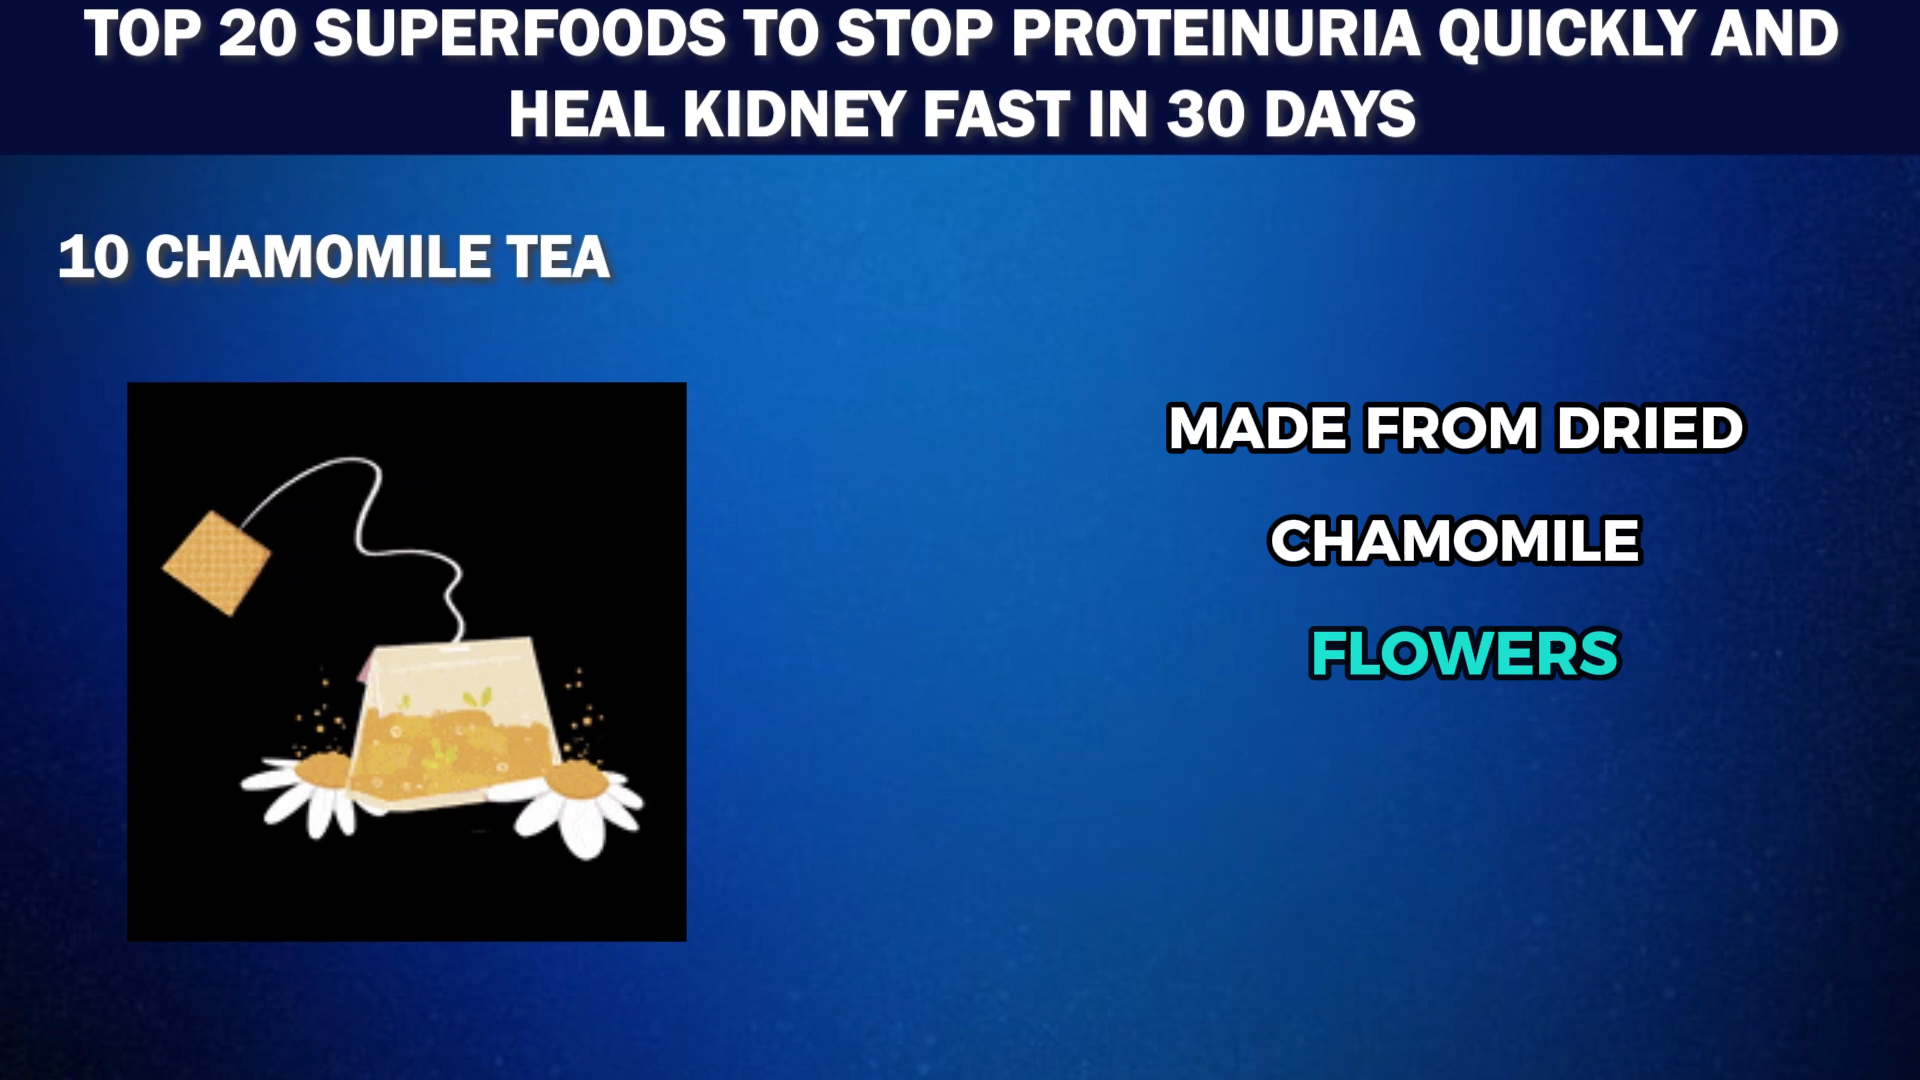 TOP 20 SUPERFOODS TO STOP PROTEINURIA QUICKLY AND
HEAL KIDNEY FAST IN 30 DAYS
10 CHAMOMILE TEA
MADE FROM DRIED
CHAMOMILE
FLOWERS